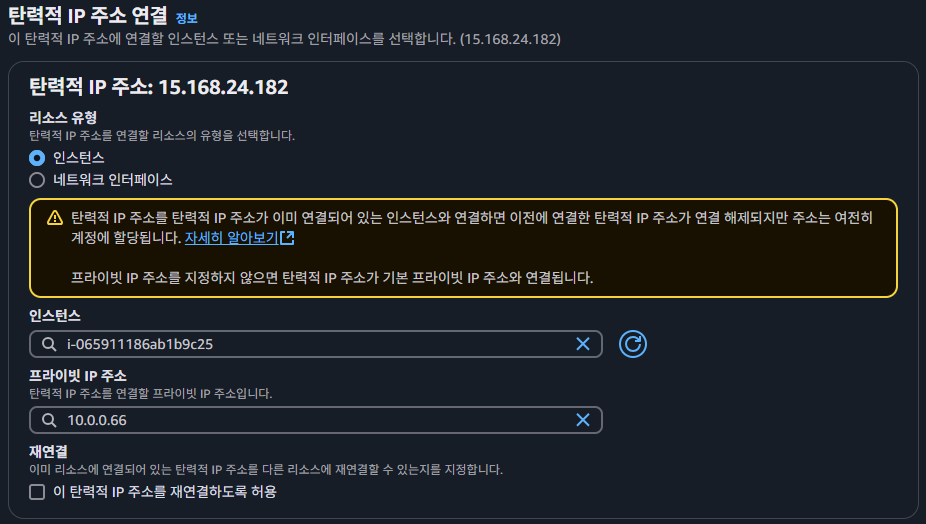 탄력적 IP 주소 연결 정보
이 탄력적 IP 주소에 연결할 인스턴스 또는 네트워크 인터페이스를 선택합니다. (15.168.24.182)
탄력적 IP 주소: 15.168.24.182
리소스 유형
탄력적 IP 주소를 연결할 리소스의 유형을 선택합니다.
인스턴스
네트워크 인터페이스
탄력적 IP 주소를 탄력적 IP 주소가 이미 연결되어 있는 인스턴스와 연결하면 이전에 연결한 탄력적 IP 주소가 연결 해제되지만 주소는 여전히
계정에 할당됩니다. 자세히 알아보기
프라이빗 IP 주소를 지정하지 않으면 탄력적 IP 주소가 기본 프라이빗 IP 주소와 연결됩니다.
인스턴스
i-065911186ab1b9c25
프라이빗 IP 주소
탄력적 IP 주소를 연결할 프라이빗 IP 주소입니다.
10.0.0.66
재연결
이미 리소스에 연결되어 있는 탄력적 IP 주소를 다른 리소스에 재연결할 수 있는지를 지정합니다.
이 탄력적 IP 주소를 재연결하도록 허용